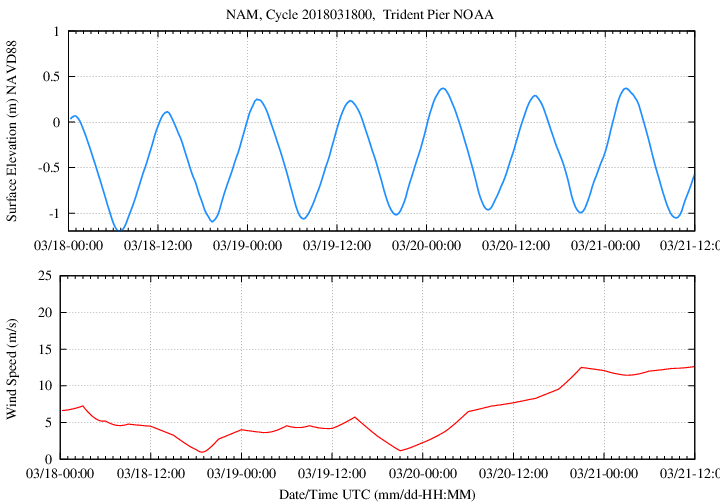 NAM, Cycle 2018031800,  Trident Pier NOAA
Surface Elevation (m) NAVD88
1
0.5
0
-0.5
-1
03/18-00:00 03/18-12:00 03/19-00:00 03/19-12:00 03/20-00:00 03/20-12:00 03/21-00:00 03/21-12:0
Wind Speed (m/s)
25
20
15
10
5
0
03/18-00:00 03/18-12:00 03/19-00:00 03/19-12:00 03/20-00:00 03/20-12:00 03/21-00:00 03/21-12:0
Date/Time UTC (mm/dd-HH:MM)